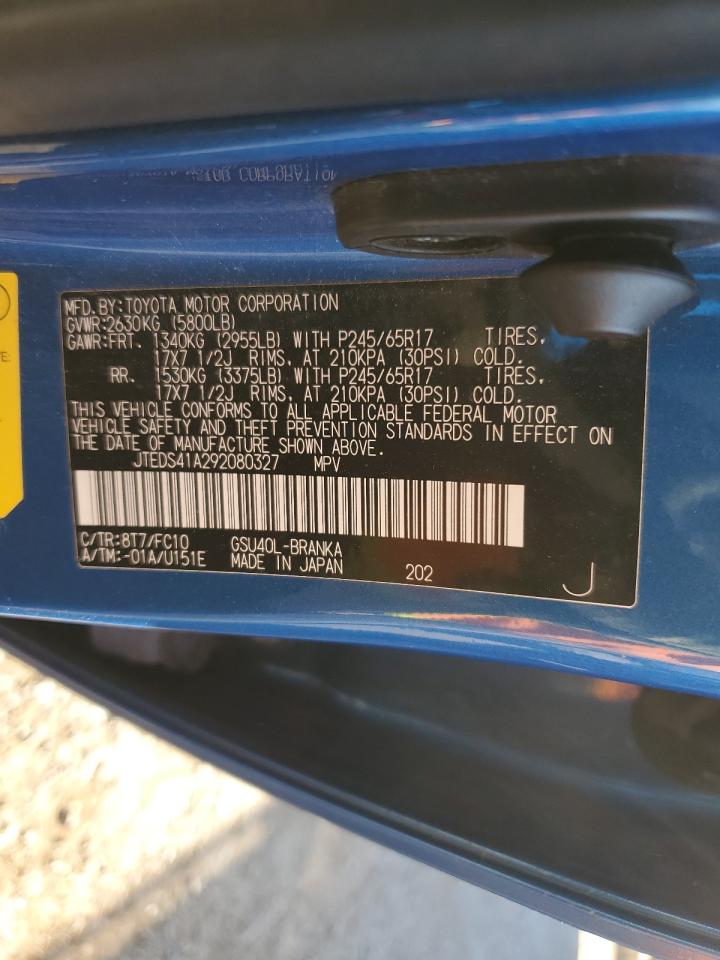 MFD.BY:TOYOTA MOTOR CORPORATION
GVWR:2630KG (5800LB)
GAWR:FRT. 1340KG (2955LB) WITH P245/65R17 TIRES,
17X7 1/2J RIMS, AT 210KPA (30PSI) COLD.
RR. 1530KG (3375LB) WITH P245/65R17 TIRES,
17X7 1/2J RIMS, AT 210KPA (30PSI) COLD.
THIS VEHICLE CONFORMS TO ALL APPLICABLE FEDERAL MOTOR
VEHICLE SAFETY AND THEFT PREVENTION STANDARDS IN EFFECT ON
THE DATE OF MANUFACTURE SHOWN ABOVE.
JTEDS41A292080327 MPV
C/TR:8T7/FC10 GSU40L-BRANKA
A/TM:-01A/U151E MADE IN JAPAN 202 J